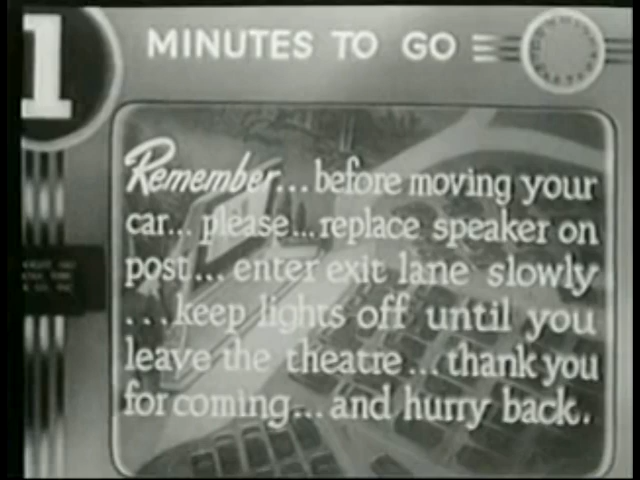 1 MINUTES TO GO
Remember... before moving your
car... please... replace speaker on
post... enter exit lane slowly
...keep lights off until you
leave the theatre... thank you
for coming... and hurry back.